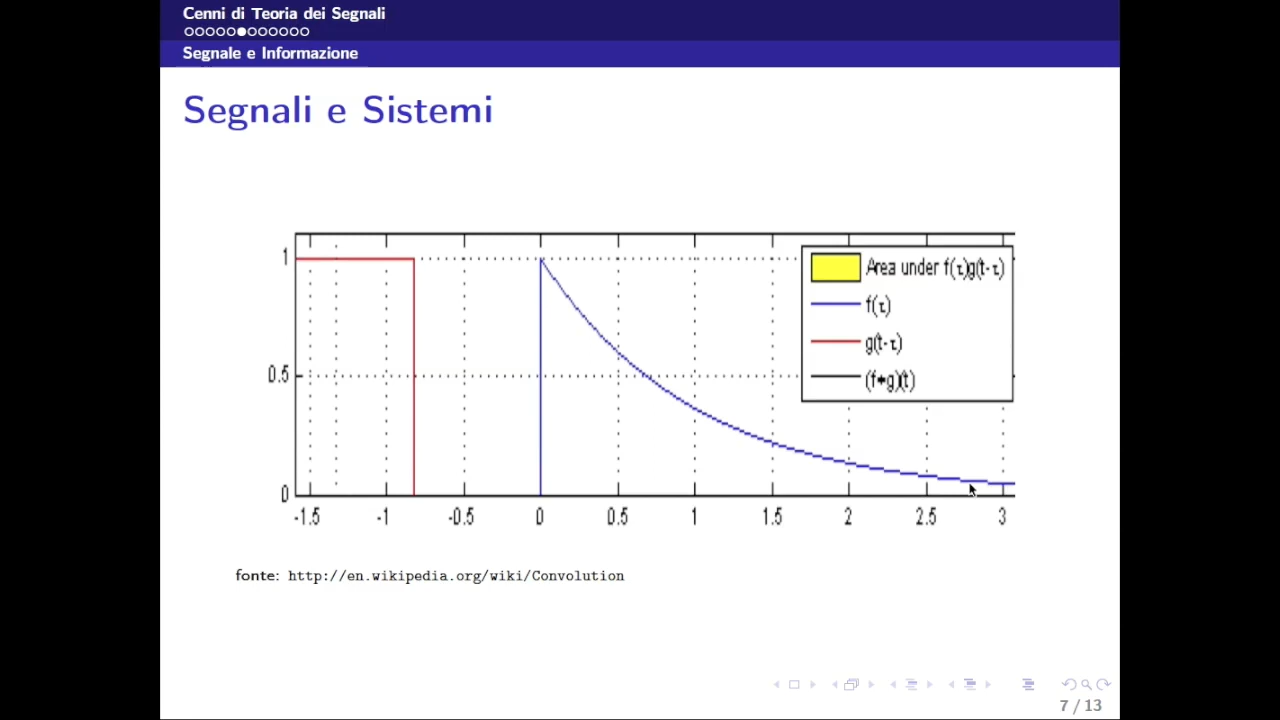 Cenni di Teoria dei Segnali
Segnale e Informazione
Segnali e Sistemi
1
0.5
0
-1.5 -1 -0.5 0 0.5 1 1.5 2 2.5 3
Area under f(τ)g(t-τ)
f(τ)
g(t-τ)
(f*g)(t)
fonte: http://en.wikipedia.org/wiki/Convolution
7 / 13